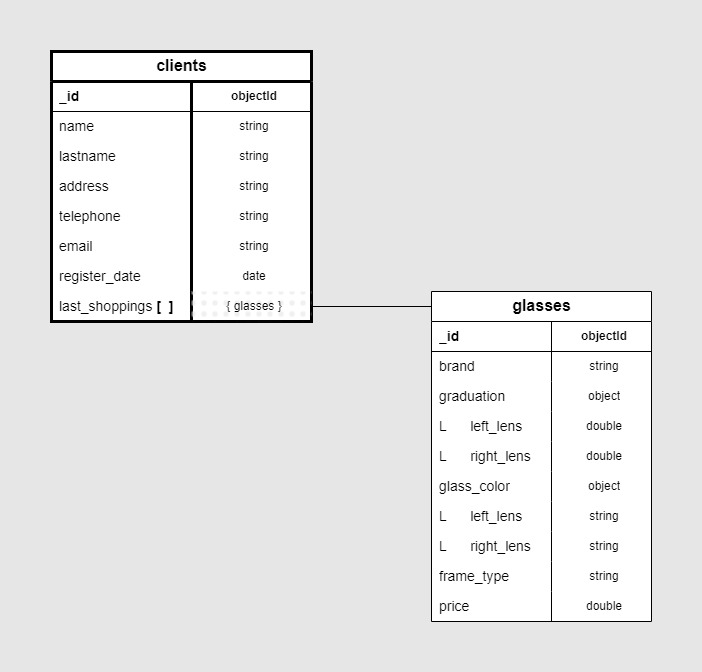 clients
_id objectId
name string
lastname string
address string
telephone string
email string
register_date date
last_shoppings [ ] { glasses }
glasses
_id objectId
brand string
graduation object
L left_lens double
L right_lens double
glass_color object
L left_lens string
L right_lens string
frame_type string
price double